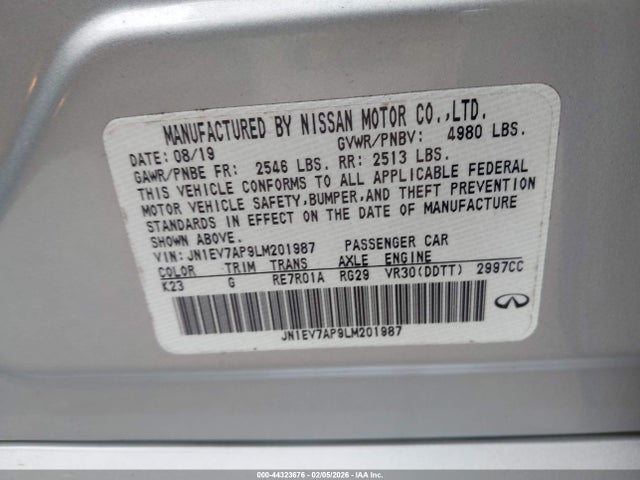 MANUFACTURED BY NISSAN MOTOR CO.,LTD.
DATE: 08/19 GVWR/PNBV: 4980 LBS.
GAWR/PNBE FR: 2546 LBS. RR: 2513 LBS.
THIS VEHICLE CONFORMS TO ALL APPLICABLE FEDERAL
MOTOR VEHICLE SAFETY,BUMPER,AND THEFT PREVENTION
STANDARDS IN EFFECT ON THE DATE OF MANUFACTURE
SHOWN ABOVE.
VIN: JN1EV7AP9LM201987 PASSENGER CAR
COLOR TRIM TRANS AXLE ENGINE
K23 G RE7R01A RG29 VR30(DDTT) 2997CC
JN1EV7AP9LM201987
000-44323676 - 02/05/2026 - IAA Inc.